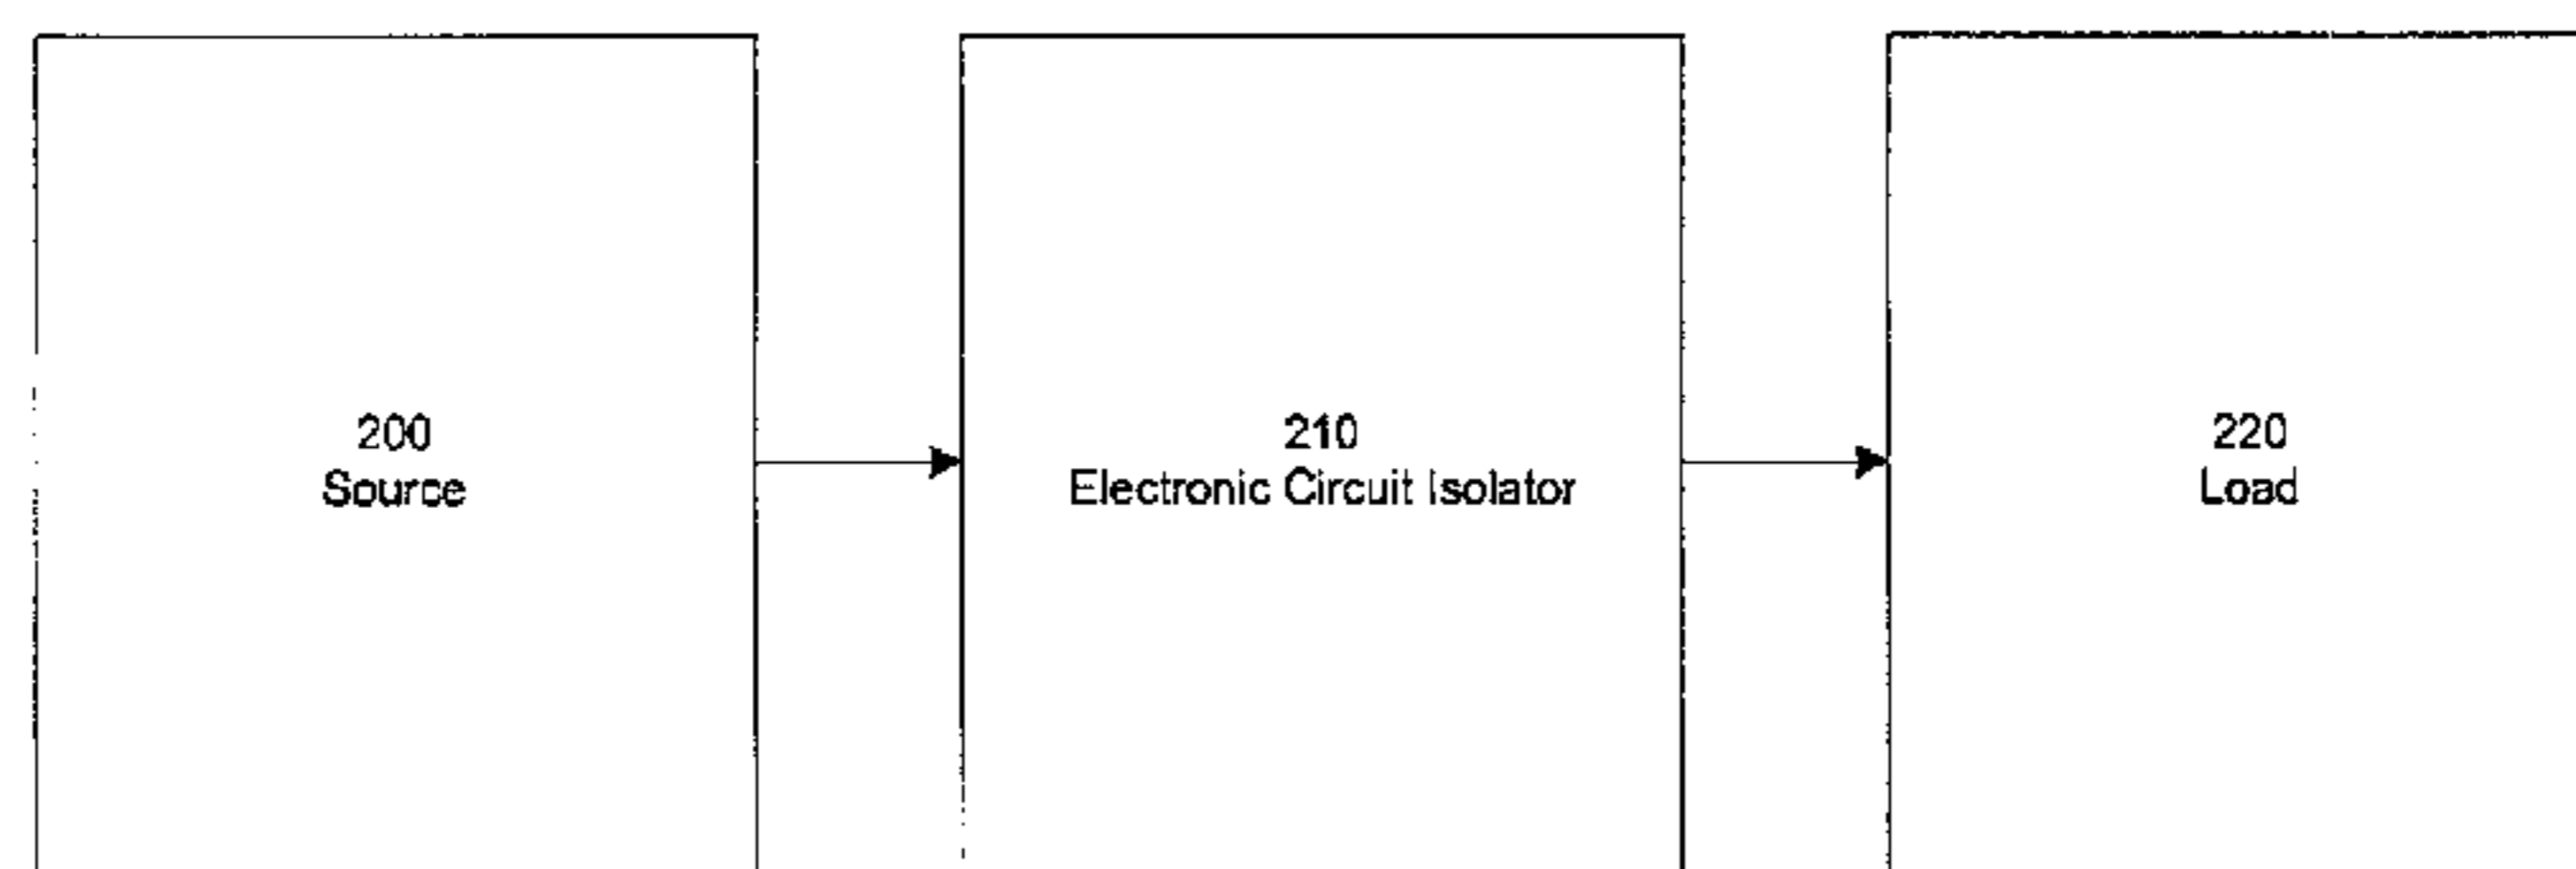 200
Source
210
Electronic Circuit Isolator
220
Load